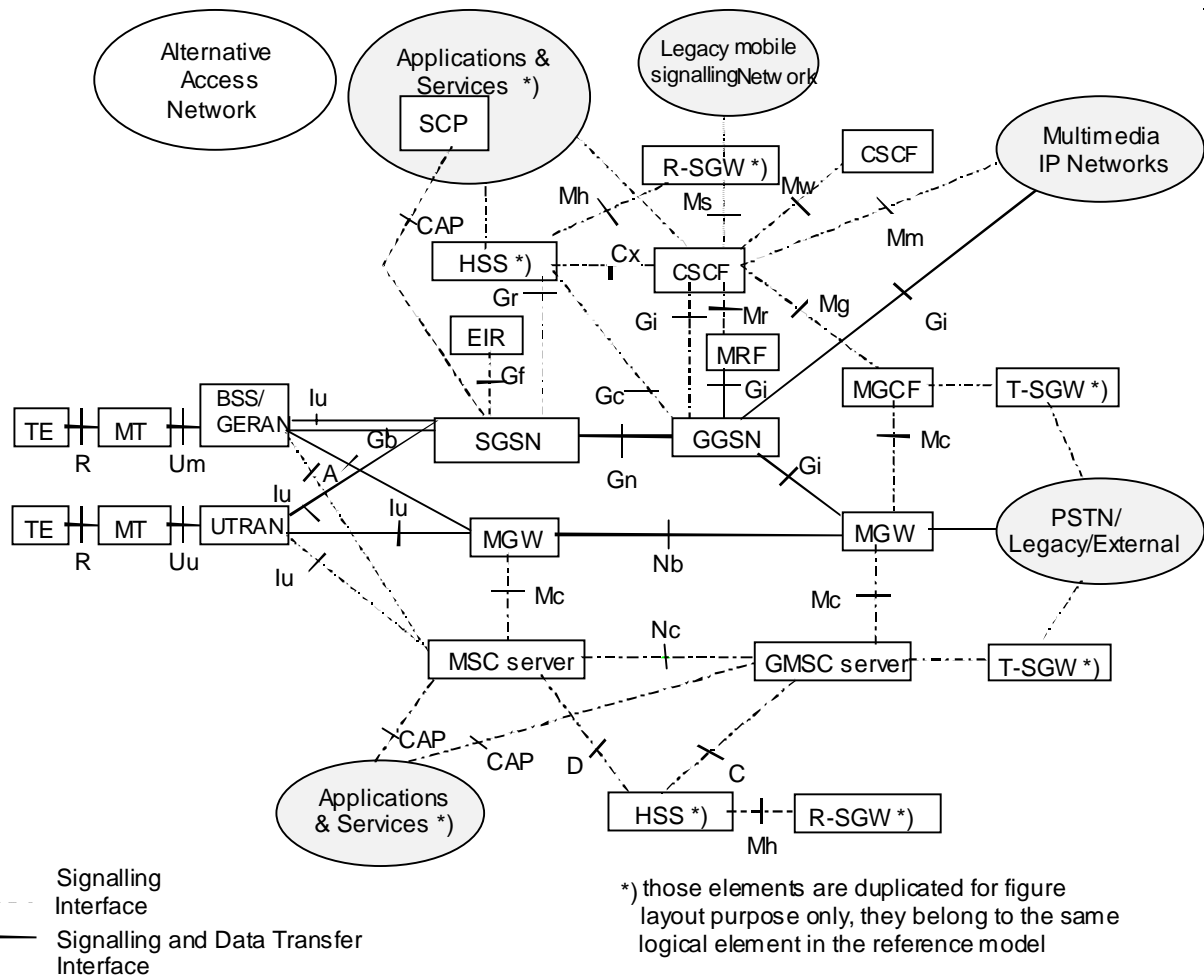 Alternative
Access
Network
Applications &
Services *)
SCP
Legacy mobile
signalling Network
Multimedia
IP Networks
R-SGW *)
CSCF
Mh
Ms
Mw
Mm
CAP
HSS *)
Cx
CSCF
Gr
Gi
Mr
Mg
Gi
EIR
MRF
Gf
Gc
Gi
MGCF
T-SGW *)
BSS/
GERAN
Iu
TE
MT
Gb
SGSN
GGSN
Mc
R
Um
A
Gn
Gi
Iu
Iu
TE
MT
UTRAN
MGW
MGW
PSTN/
Legacy/External
R
Uu
Iu
Nb
Mc
Mc
Nc
MSC server
GMSC server
T-SGW *)
CAP
CAP
D
C
Applications
& Services *)
HSS *)
R-SGW *)
Mh
Signalling
Interface
Signalling and Data Transfer
Interface
*) those elements are duplicated for figure
layout purpose only, they belong to the same
logical element in the reference model